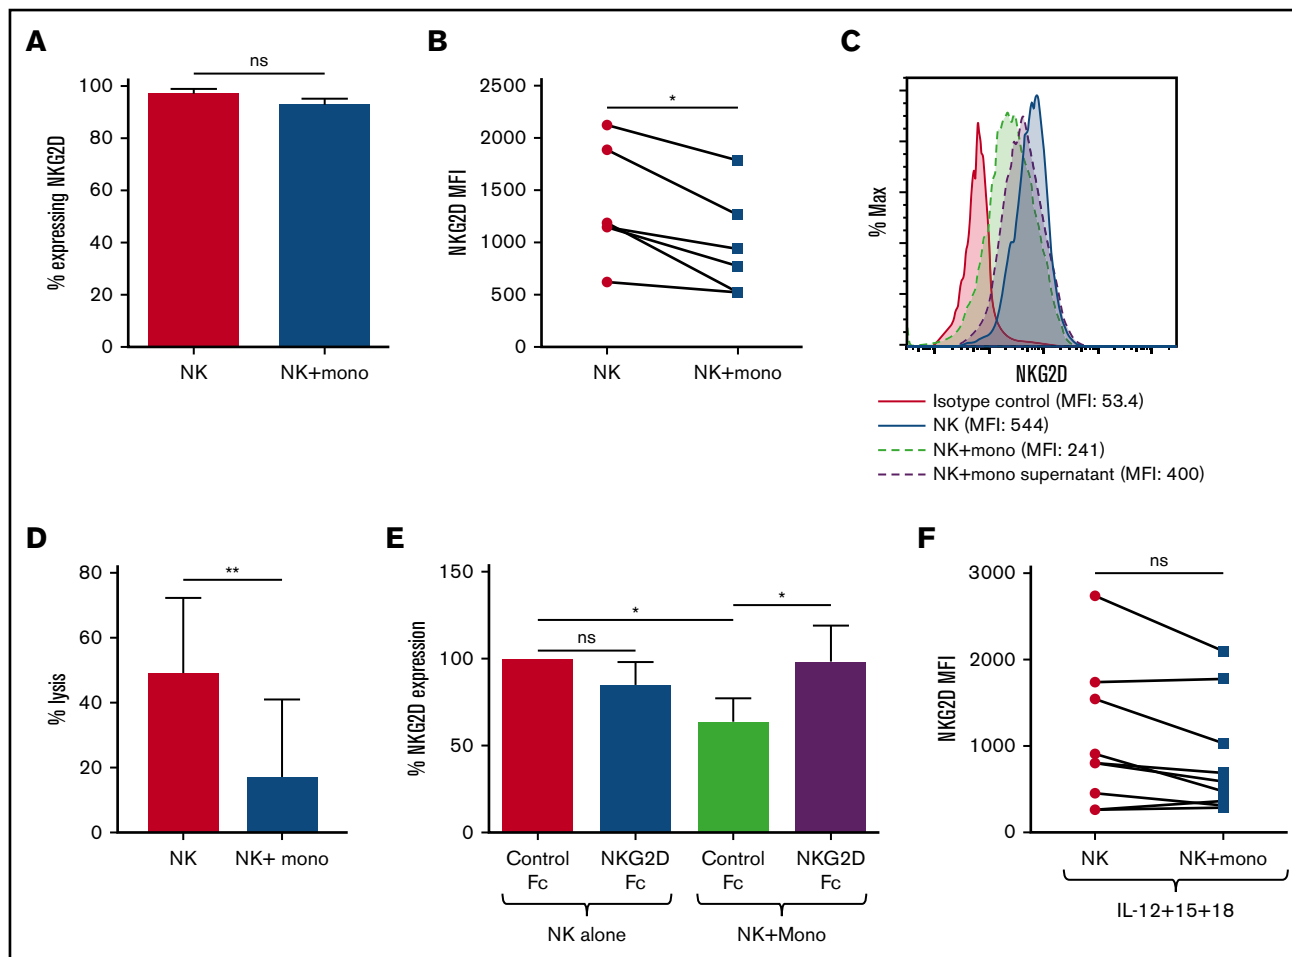 A
ns
100
80
60
40
20
0
% expressing NKG2D
NK
NK+mono
B
*
2500
2000
1500
1000
500
0
NKG2D MFI
NK
NK+mono
C
% Max
NKG2D
Isotype control (MFI: 53.4)
NK (MFI: 544)
NK+mono (MFI: 241)
NK+mono supernatant (MFI: 400)
D
**
80
60
40
20
0
% lysis
NK
NK+ mono
E
*
*
ns
150
100
50
0
% NKG2D expression
Control Fc
NKG2D Fc
Control Fc
NKG2D Fc
NK alone
NK+Mono
F
ns
3000
2000
1000
0
NKG2D MFI
NK
NK+mono
IL-12+15+18